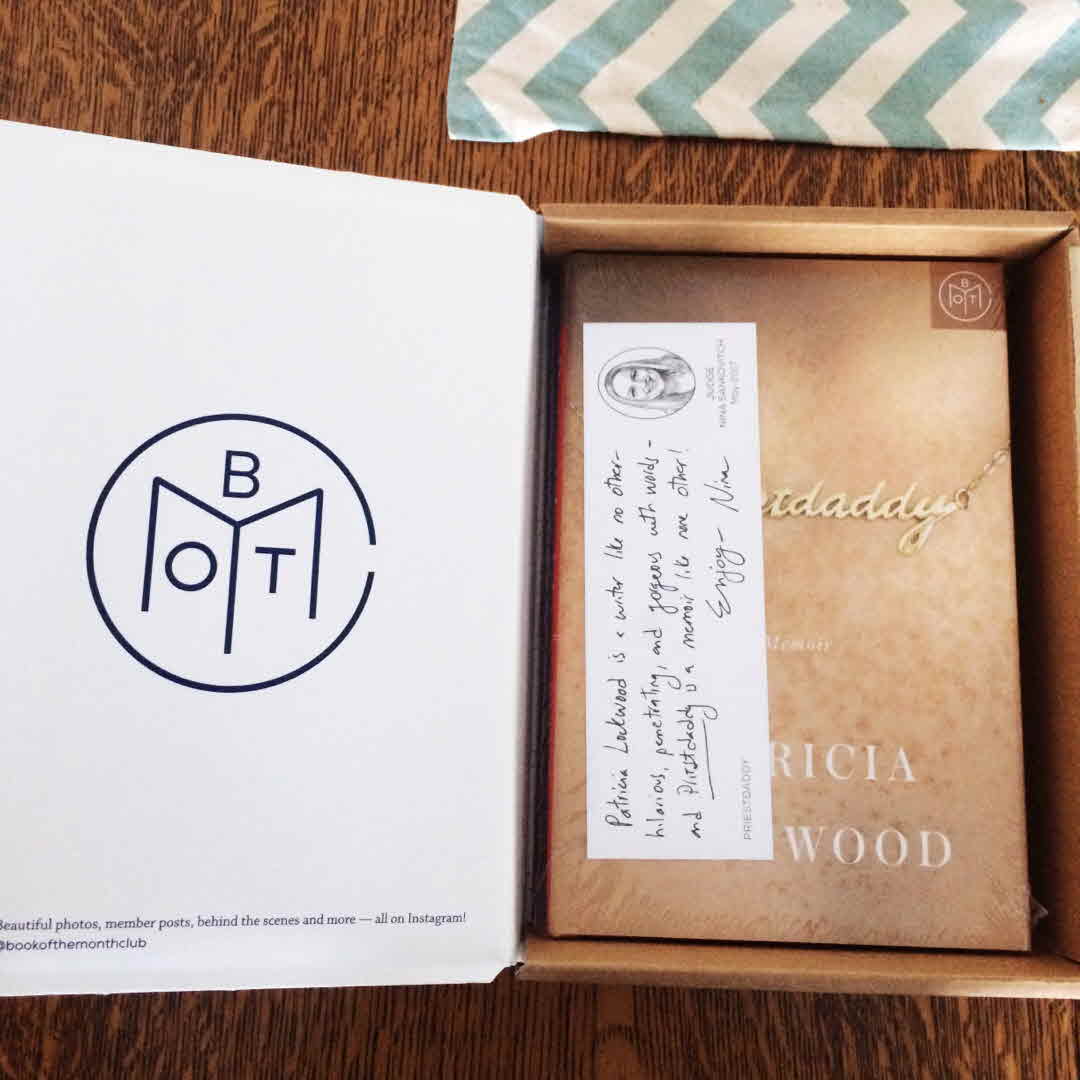 B
O T
M
C
Beautiful photos, member posts, behind the scenes and more — all on Instagram!
@bookofthemonthclub
B
O T
M
C
JUDGE
NINA SANKOVITCH
May 2017
Patricia Lockwood is a writer like no other-
hilarious, penetrating, and gorgeous with words -
and Priestdaddy is a memoir like none other!
Enjoy- Nina
PRIESTDADDY
etdaddy
Memoir
RICIA
WOOD